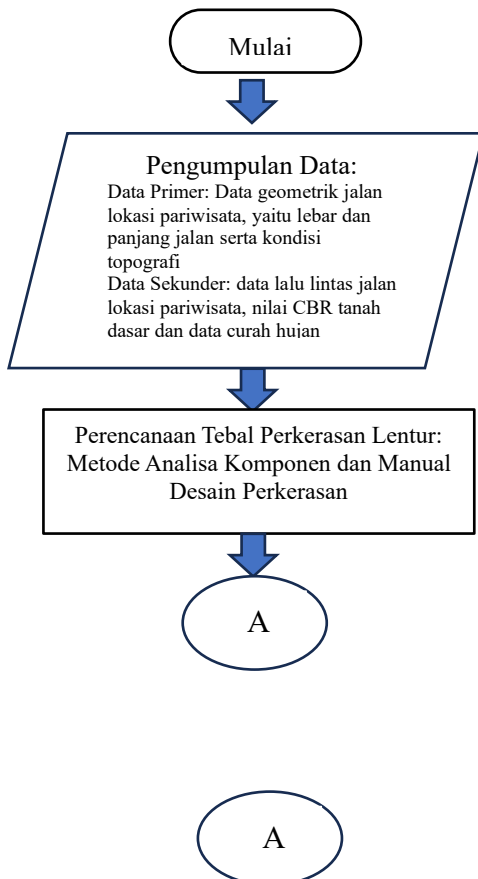 Mulai
Pengumpulan Data:
Data Primer: Data geometrik jalan
lokasi pariwisata, yaitu lebar dan
panjang jalan serta kondisi
topografi
Data Sekunder: data lalu lintas jalan
lokasi pariwisata, nilai CBR tanah
dasar dan data curah hujan
Perencanaan Tebal Perkerasan Lentur:
Metode Analisa Komponen dan Manual
Desain Perkerasan
A
A